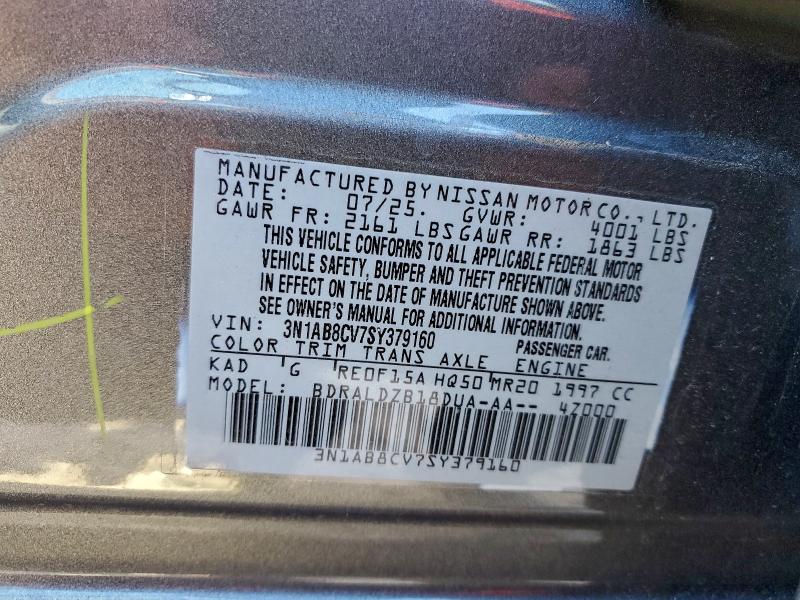 MANUFACTURED BY NISSAN MOTOR CO., LTD.
DATE: 07/25. GVWR: 4001 LBS
GAWR FR: 2161 LBS GAWR RR: 1863 LBS
THIS VEHICLE CONFORMS TO ALL APPLICABLE FEDERAL MOTOR
VEHICLE SAFETY, BUMPER AND THEFT PREVENTION STANDARDS
IN EFFECT ON THE DATE OF MANUFACTURE SHOWN ABOVE.
SEE OWNER'S MANUAL FOR ADDITIONAL INFORMATION.
VIN: 3N1AB8CV7SY379160 PASSENGER CAR.
COLOR TRIM TRANS AXLE ENGINE
KAD G RE0F15A HQ50 MR20 1997 CC
MODEL: BDRALDZB18DUA-AA-- 4Z000
3N1AB8CV7SY379160